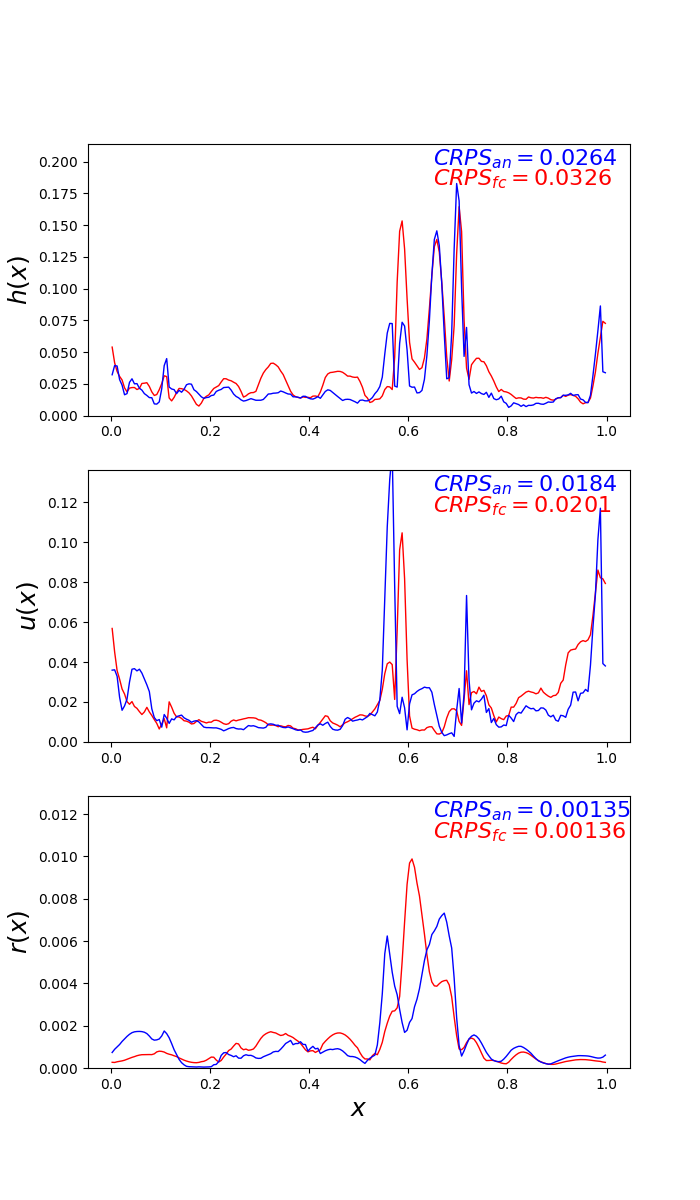 CRPS_an = 0.0264
CRPS_fc = 0.0326
0.200
0.175
0.150
0.125
0.100
0.075
0.050
0.025
0.000
h(x)
0.0 0.2 0.4 0.6 0.8 1.0
CRPS_an = 0.0184
CRPS_fc = 0.0201
0.12
0.10
0.08
0.06
0.04
0.02
0.00
u(x)
0.0 0.2 0.4 0.6 0.8 1.0
CRPS_an = 0.00135
CRPS_fc = 0.00136
0.012
0.010
0.008
0.006
0.004
0.002
0.000
r(x)
0.0 0.2 0.4 0.6 0.8 1.0
x